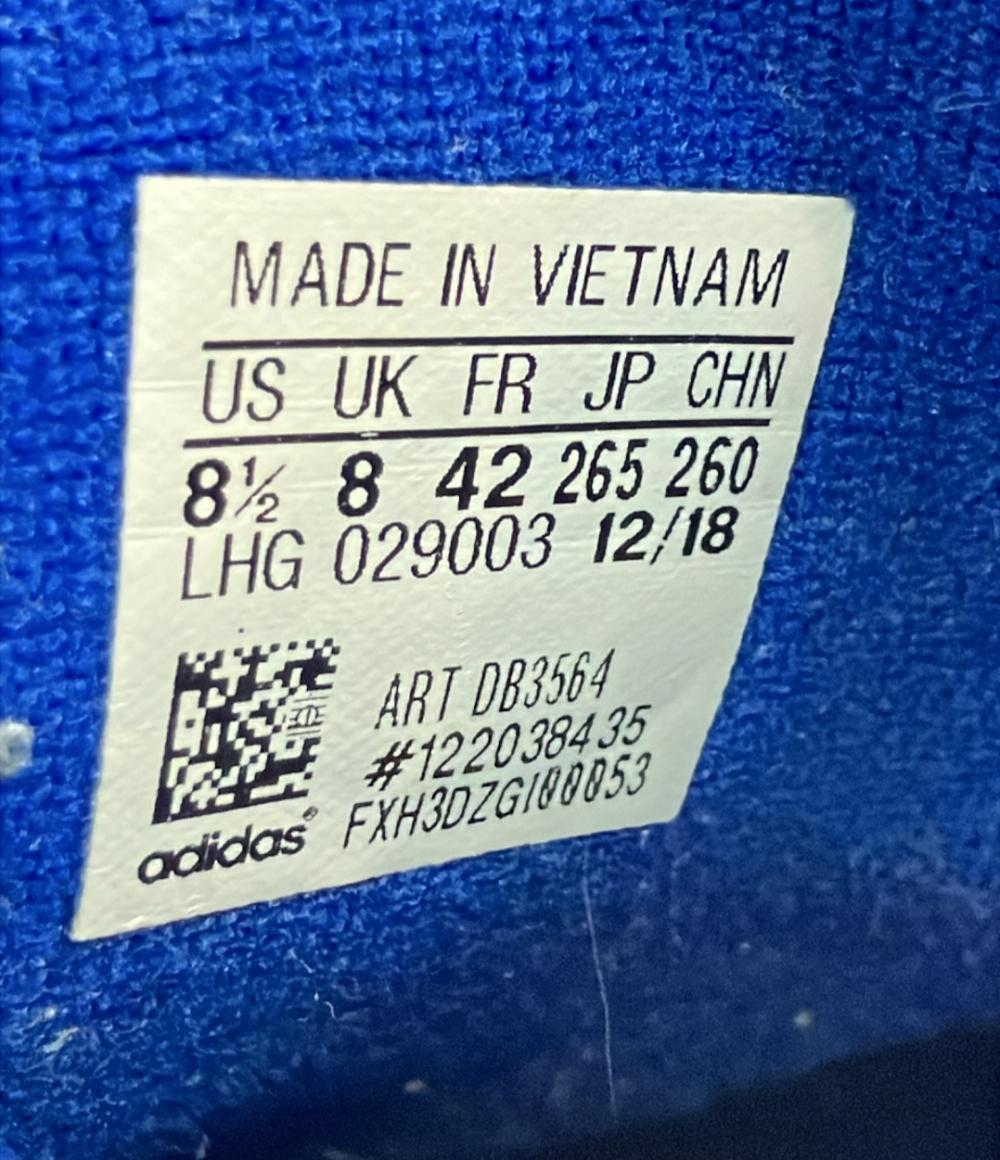 MADE IN VIETNAM
US UK FR JP CHN
8½ 8 42 265 260
LHG 029003 12/18
ART DB3564
#122038435
FXH3DZGI00053
adidas®